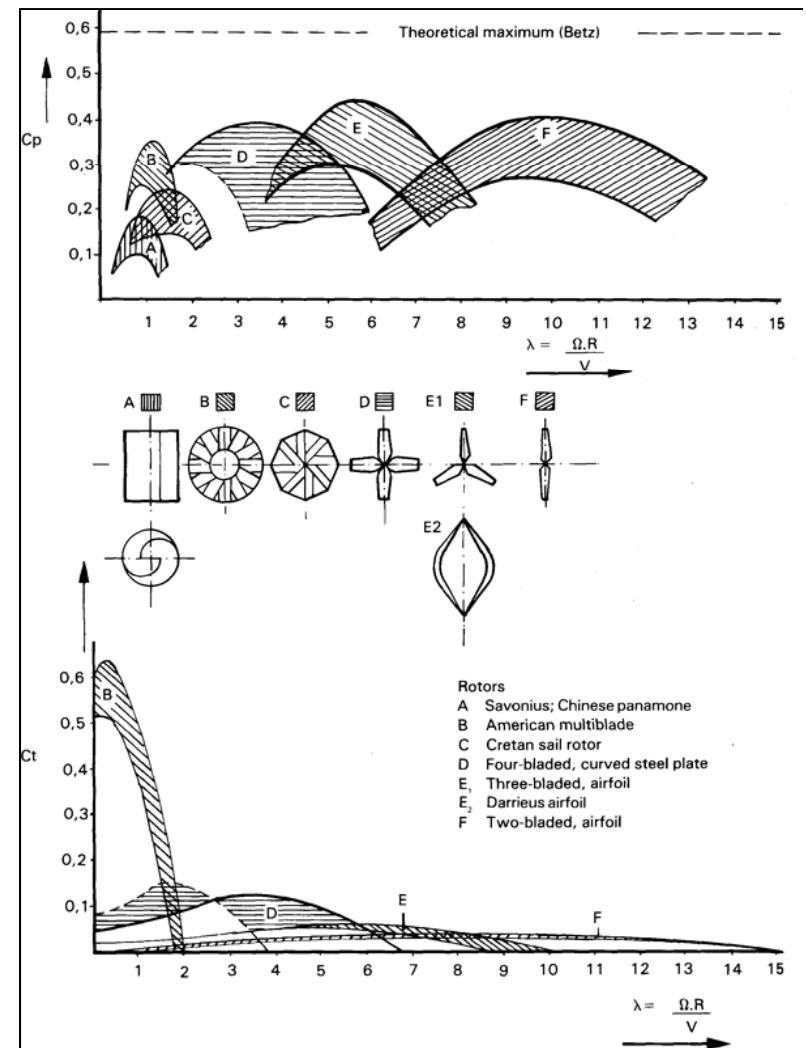 0,6
Theoretical maximum (Betz)
0,5
Cp
0,4
0,3
0,2
0,1
A
B
C
D
E
F
1 2 3 4 5 6 7 8 9 10 11 12 13 14 15
λ = Ω.R
V
A B C D E1 F
E2
Ct
0,6
0,5
0,4
0,3
0,2
0,1
B
D
E
F
Rotors
A Savonius; Chinese panamone
B American multiblade
C Cretan sail rotor
D Four-bladed, curved steel plate
E₁ Three-bladed, airfoil
E₂ Darrieus airfoil
F Two-bladed, airfoil
1 2 3 4 5 6 7 8 9 10 11 12 13 14 15
λ = Ω.R
V